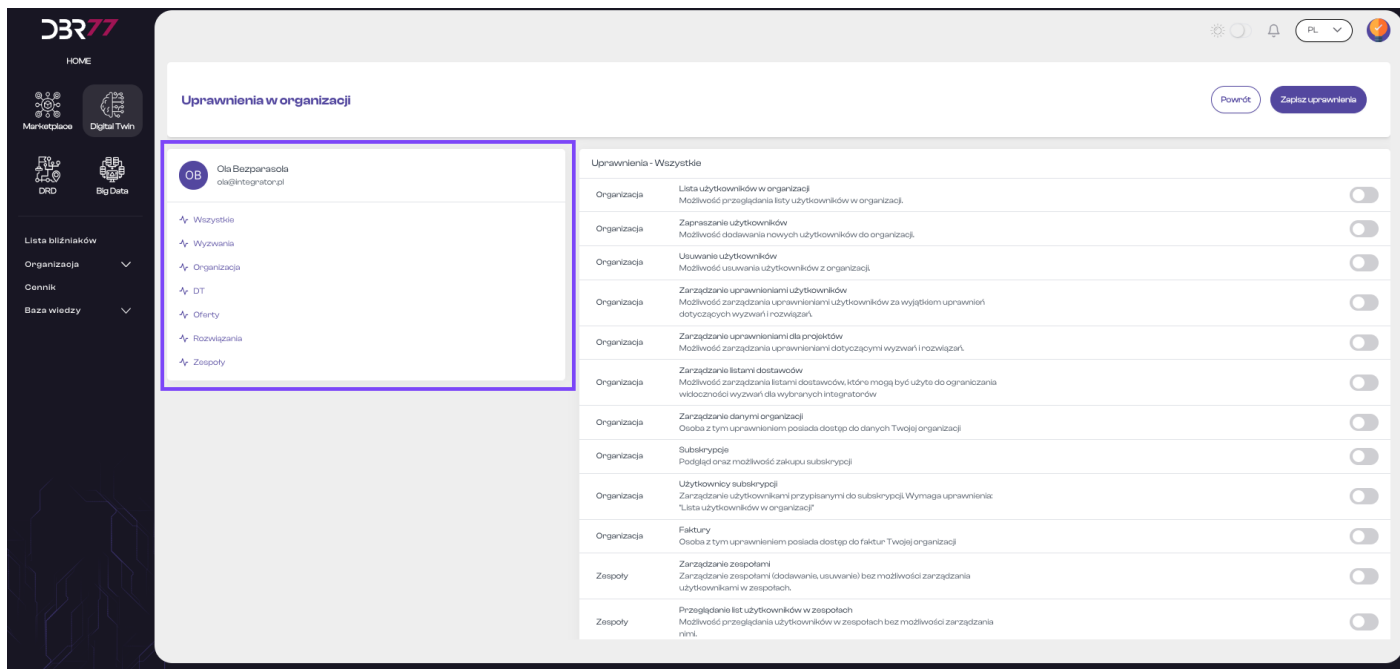 DBR77
HOME
Marketplace
Digital Twin
DRD
Big Data
Lista bliźniaków
Organizacja
Cennik
Baza wiedzy
PL
Uprawnienia w organizacji
Powrót
Zapisz uprawnienia
OB
Ola Bezparasola
ola@integrator.pl
Wszystkie
Wyzwania
Organizacja
DT
Oferty
Rozwiązania
Zespoły
Uprawnienia - Wszystkie
Organizacja
Lista użytkowników w organizacji
Możliwość przeglądania listy użytkowników w organizacji.
Organizacja
Zapraszanie użytkowników
Możliwość dodawania nowych użytkowników do organizacji.
Organizacja
Usuwanie użytkowników
Możliwość usuwania użytkowników z organizacji.
Organizacja
Zarządzanie uprawnieniami użytkowników
Możliwość zarządzania uprawnieniami użytkowników za wyjątkiem uprawnień
dotyczących wyzwań i rozwiązań.
Organizacja
Zarządzanie uprawnieniami dla projektów
Możliwość zarządzania uprawnieniami dotyczącymi wyzwań i rozwiązań.
Organizacja
Zarządzanie listami dostawców
Możliwość zarządzania listami dostawców, które mogą być użyte do ograniczania
widoczności wyzwań dla wybranych integratorów
Organizacja
Zarządzanie danymi organizacji
Osoba z tym uprawnieniem posiada dostęp do danych Twojej organizacji
Organizacja
Subskrypcje
Podgląd oraz możliwość zakupu subskrypcji
Organizacja
Użytkownicy subskrypcji
Zarządzanie użytkownikami przypisanymi do subskrypcji. Wymaga uprawnienia:
"Lista użytkowników w organizacji"
Organizacja
Faktury
Osoba z tym uprawnieniem posiada dostęp do faktur Twojej organizacji
Zespoły
Zarządzanie zespołami
Zarządzanie zespołami (dodawanie, usuwanie) bez możliwości zarządzania
użytkownikami w zespołach.
Zespoły
Przeglądanie list użytkowników w zespołach
Możliwość przeglądania użytkowników w zespołach bez możliwości zarządzania
nimi.